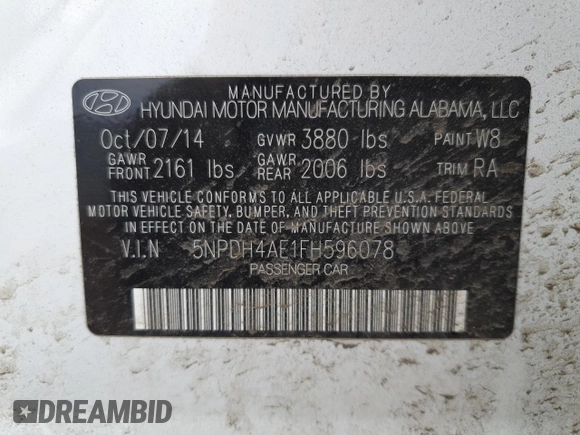 MANUFACTURED BY
HYUNDAI MOTOR MANUFACTURING ALABAMA, LLC
Oct/07/14 GVWR 3880 lbs PAINT W8
GAWR FRONT 2161 lbs GAWR REAR 2006 lbs TRIM RA
THIS VEHICLE CONFORMS TO ALL APPLICABLE U.S.A. FEDERAL
MOTOR VEHICLE SAFETY, BUMPER, AND THEFT PREVENTION STANDARDS
IN EFFECT ON THE DATE OF MANUFACTURE SHOWN ABOVE.
V.I.N 5NPDH4AE1FH596078
PASSENGER CAR
DREAMBID